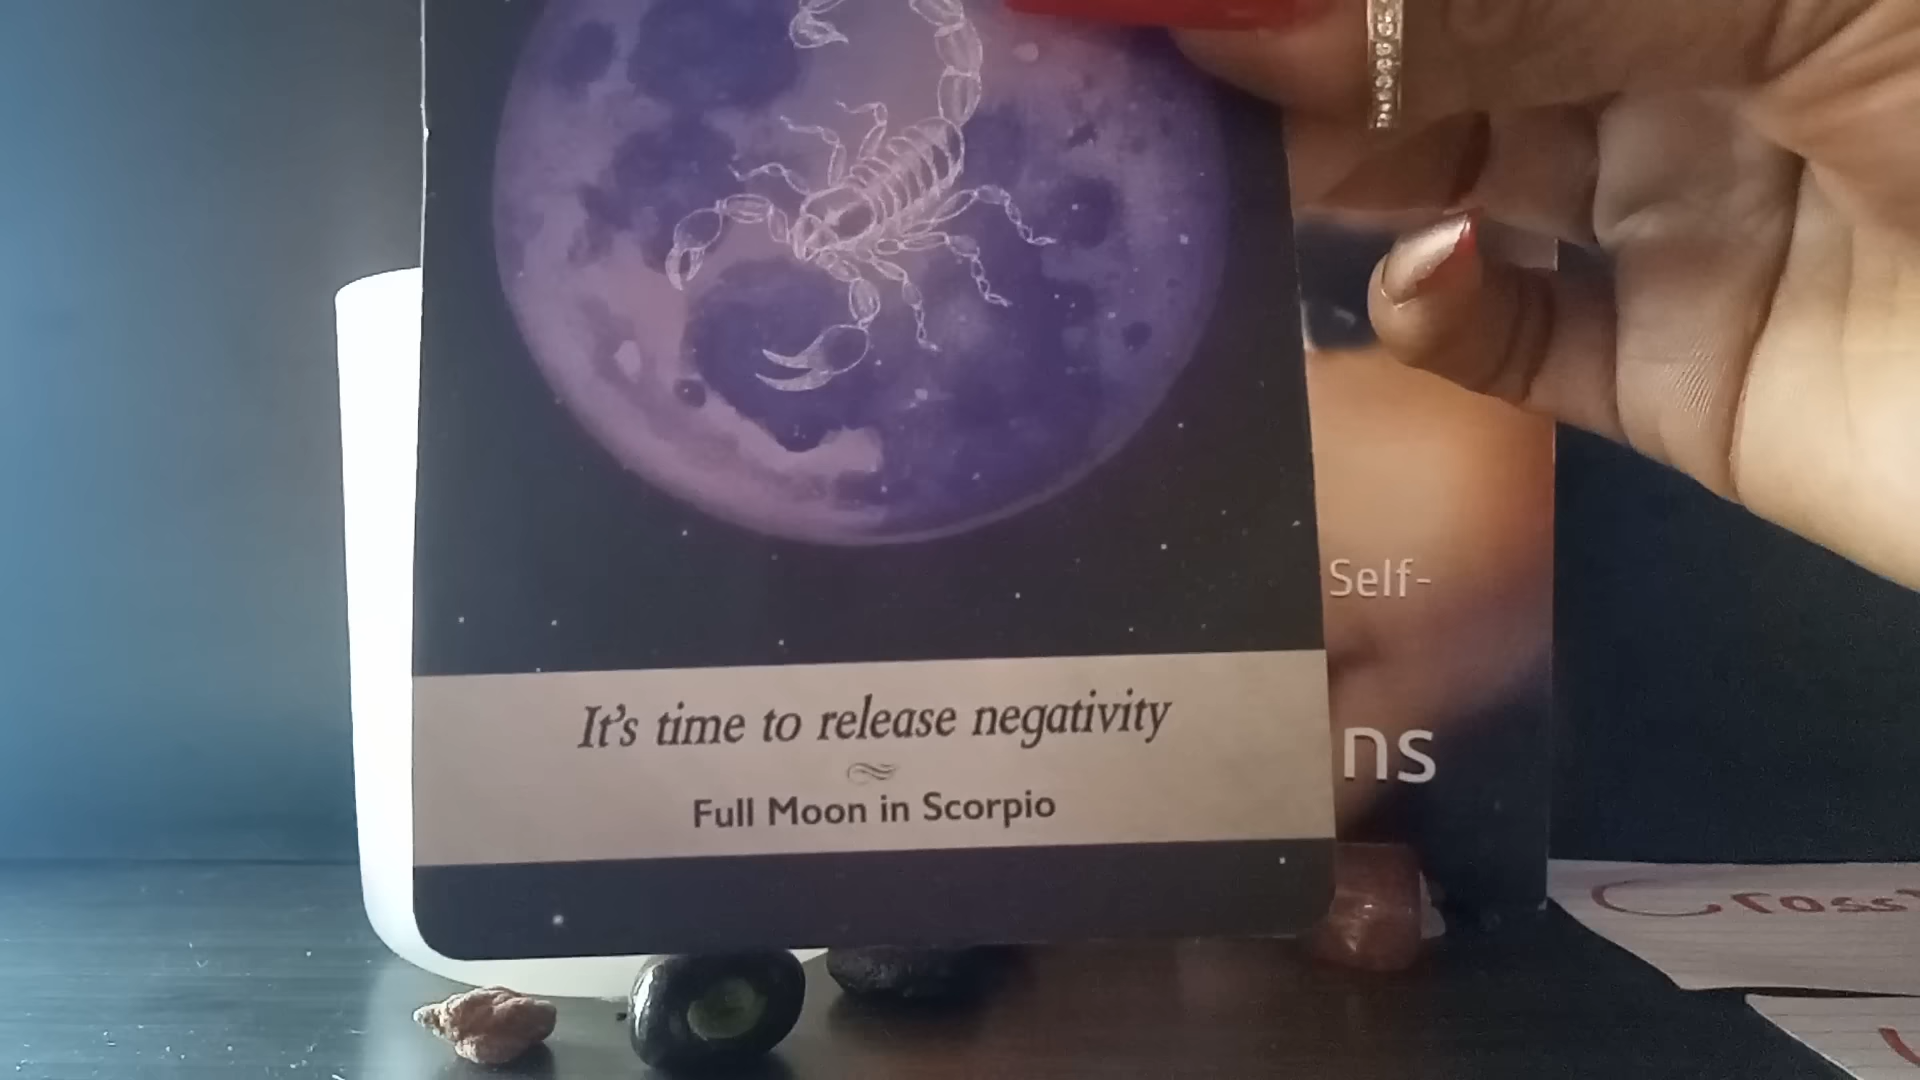 It's time to release negativity
Full Moon in Scorpio
Self-
ns
Cross